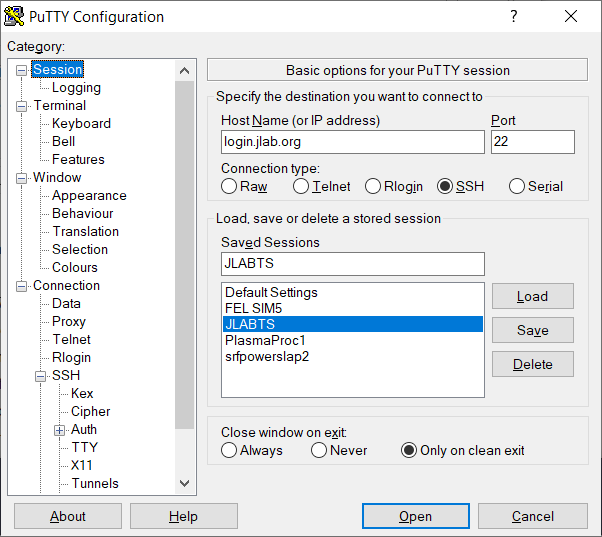 PuTTY Configuration
Category:
Session
Logging
Terminal
Keyboard
Bell
Features
Window
Appearance
Behaviour
Translation
Selection
Colours
Connection
Data
Proxy
Telnet
Rlogin
SSH
Kex
Cipher
Auth
TTY
X11
Tunnels
Basic options for your PuTTY session
Specify the destination you want to connect to
Host Name (or IP address) Port
login.jlab.org 22
Connection type:
Raw Telnet Rlogin SSH Serial
Load, save or delete a stored session
Saved Sessions
JLABTS
Default Settings
FEL SIM5
JLABTS
PlasmaProc1
srfpowerslap2
Load
Save
Delete
Close window on exit:
Always Never Only on clean exit
About Help Open Cancel